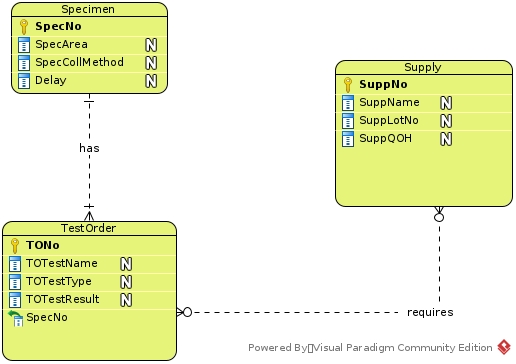 Specimen
SpecNo
SpecArea N
SpecCollMethod N
Delay N
has
Supply
SuppNo
SuppName N
SuppLotNo N
SuppQOH N
TestOrder
TONo
TOTestName N
TOTestType N
TOTestResult N
SpecNo
requires
Powered By▯Visual Paradigm Community Edition